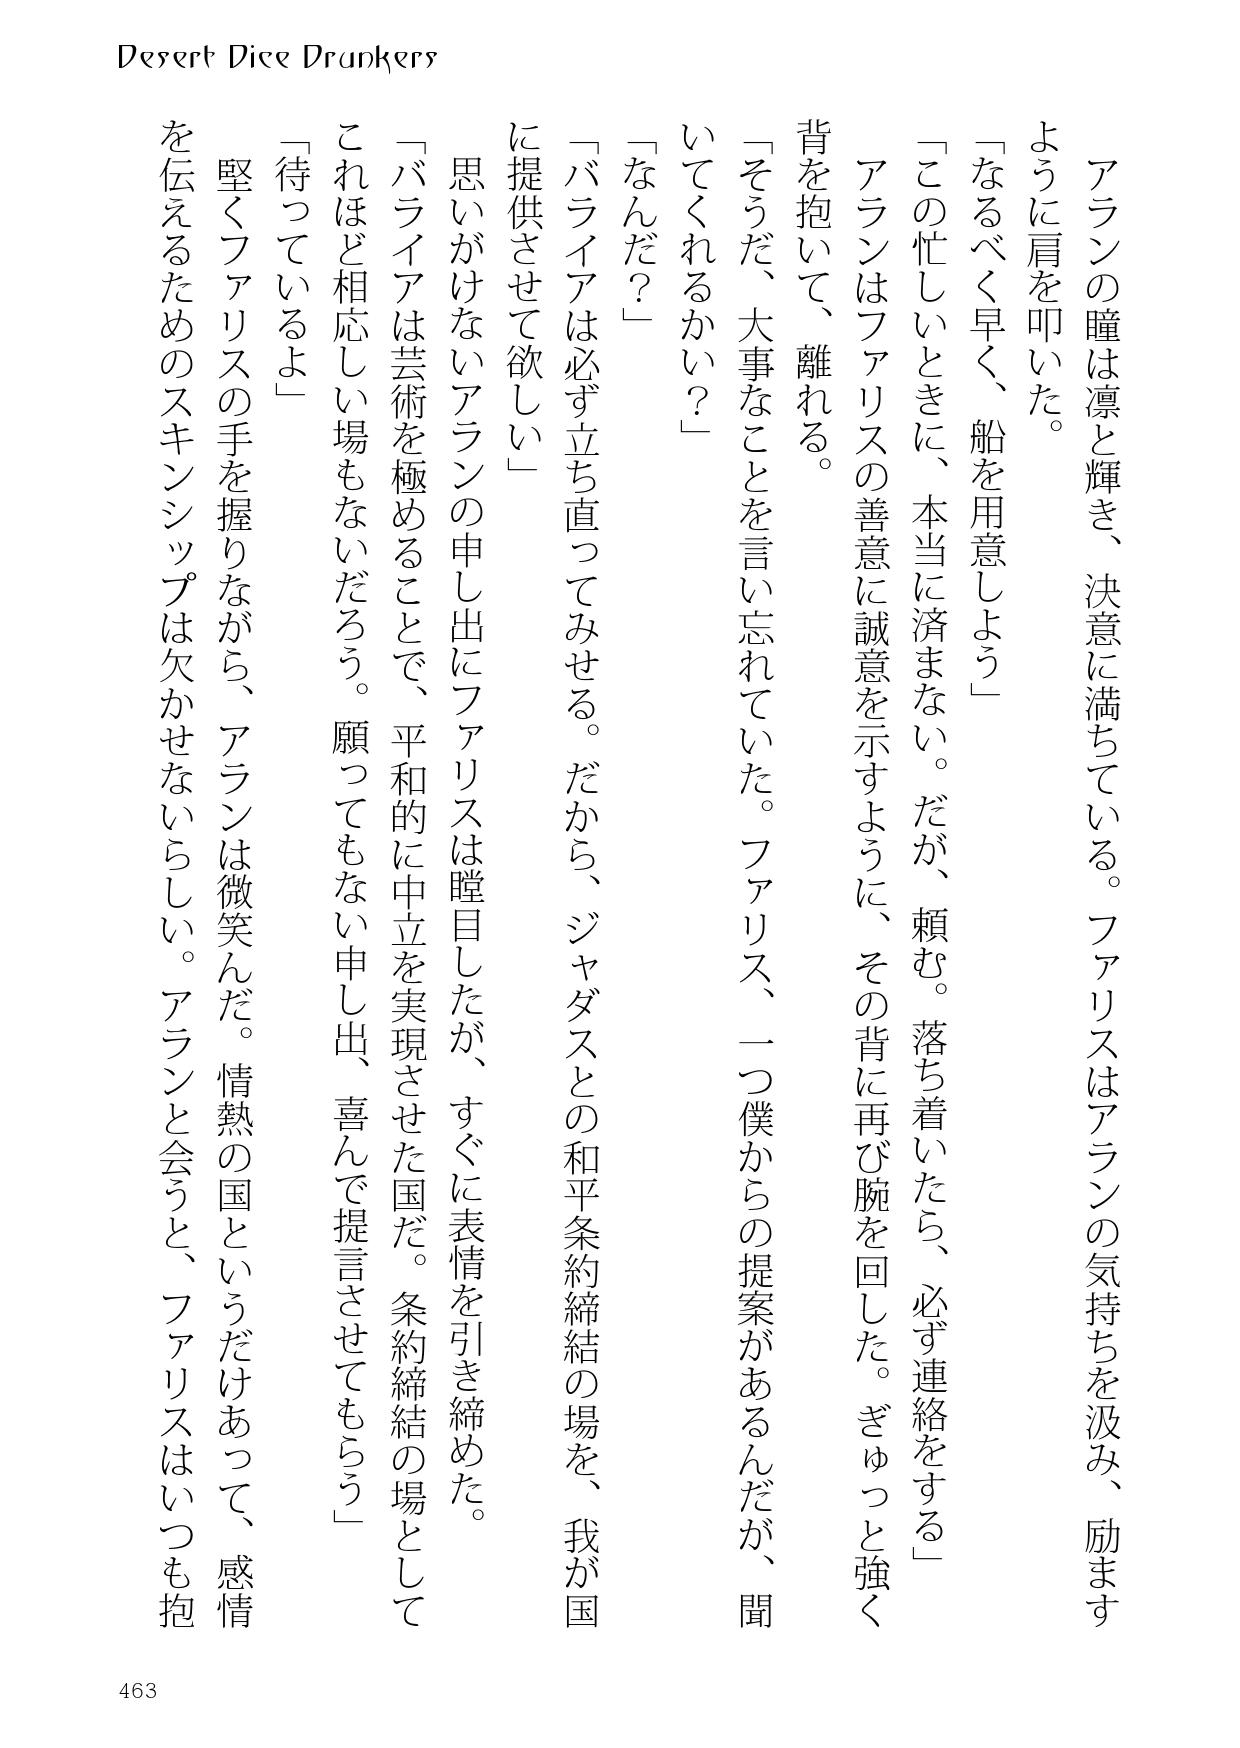 Desert Dice Drunkers
　アランの瞳は凛と輝き、決意に満ちている。ファリスはアランの気持ちを汲み、励ます
ように肩を叩いた。
「なるべく早く、船を用意しよう」
「この忙しいときに、本当に済まない。だが、頼む。落ち着いたら、必ず連絡をする」
　アランはファリスの善意に誠意を示すように、その背に再び腕を回した。ぎゅっと強く
背を抱いて、離れる。
「そうだ、大事なことを言い忘れていた。ファリス、一つ僕からの提案があるんだが、聞
いてくれるかい？」
「なんだ？」
「バライアは必ず立ち直ってみせる。だから、ジャダスとの和平条約締結の場を、我が国
に提供させて欲しい」
　思いがけないアランの申し出にファリスは瞠目したが、すぐに表情を引き締めた。
「バライアは芸術を極めることで、平和的に中立を実現させた国だ。条約締結の場として
これほど相応しい場もないだろう。願ってもない申し出、喜んで提言させてもらう」
「待っているよ」
　堅くファリスの手を握りながら、アランは微笑んだ。情熱の国というだけあって、感情
を伝えるためのスキンシップは欠かせないらしい。アランと会うと、ファリスはいつも抱
463